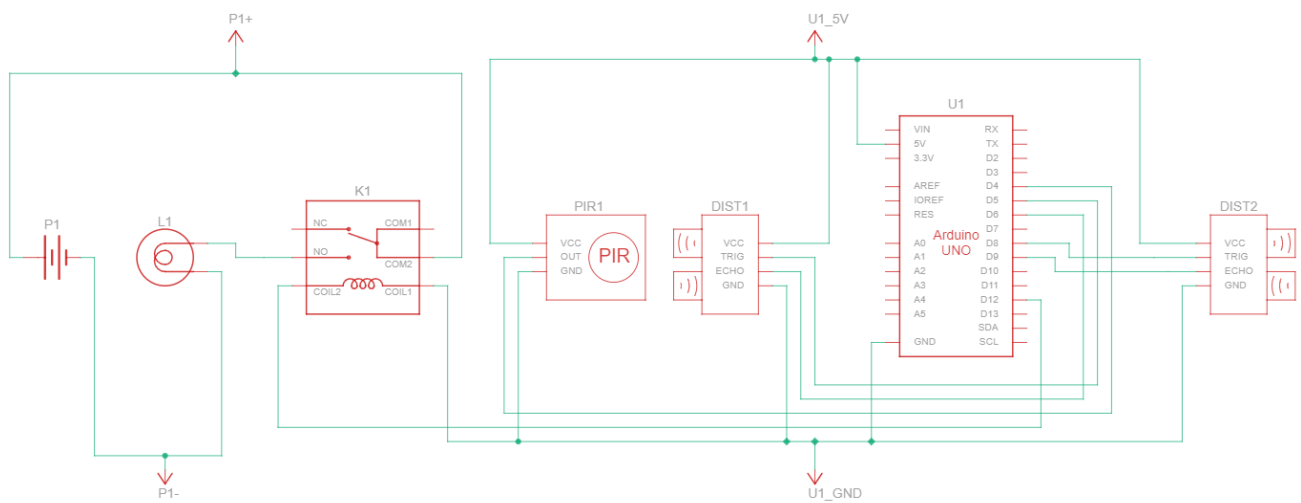 P1+
U1_5V
P1
L1
K1
NC
COM1
NO
COM2
COIL2
COIL1
PIR1
VCC
OUT
GND
PIR
DIST1
VCC
TRIG
ECHO
GND
U1
VIN
RX
5V
TX
3.3V
D2
D3
AREF
D4
IOREF
D5
RES
D6
D7
Arduino
UNO
A0
D8
A1
D9
A2
D10
A3
D11
A4
D12
A5
D13
SDA
GND
SCL
DIST2
VCC
TRIG
ECHO
GND
P1-
U1_GND